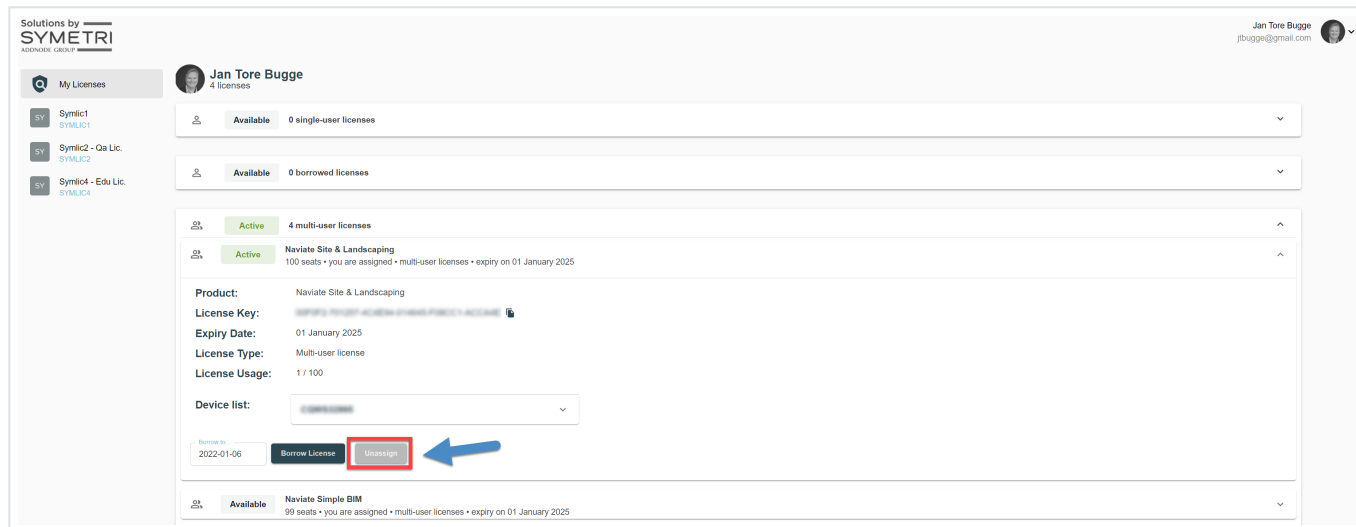 Solutions by
SYMETRI
ADDNODE GROUP
Jan Tore Bugge
jtbugge@gmail.com
My Licenses
SY
Symlic1
SYMLIC1
SY
Symlic2 - Qa Lic.
SYMLIC2
SY
Symlic4 - Edu Lic.
SYMLIC4
Jan Tore Bugge
4 licenses
Available 0 single-user licenses
Available 0 borrowed licenses
Active 4 multi-user licenses
Active
Naviate Site & Landscaping
100 seats • you are assigned • multi-user licenses • expiry on 01 January 2025
Product: Naviate Site & Landscaping
License Key:
Expiry Date: 01 January 2025
License Type: Multi-user license
License Usage: 1 / 100
Device list:
Borrow to...
2022-01-06
Borrow License
Unassign
Available
Naviate Simple BIM
99 seats • you are assigned • multi-user licenses • expiry on 01 January 2025